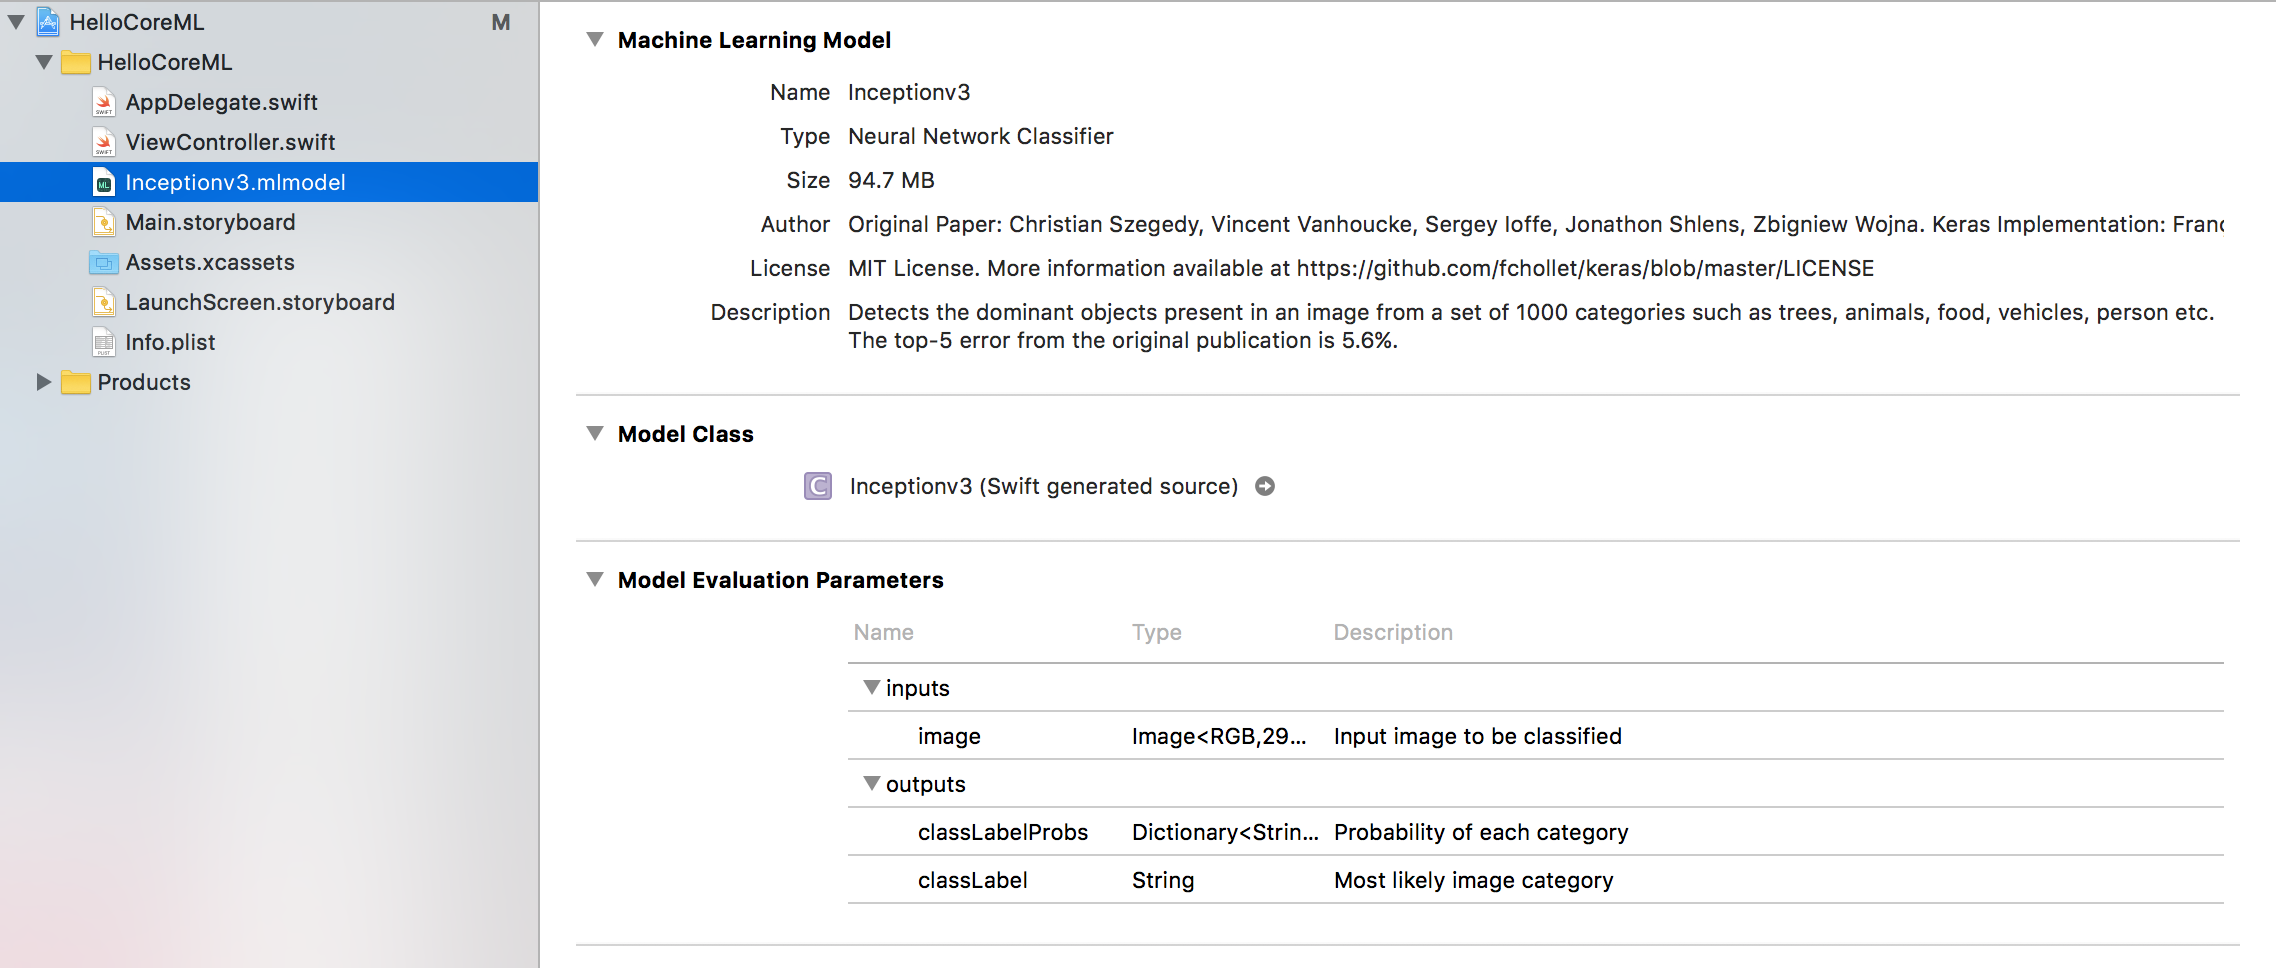 HelloCoreML M
HelloCoreML
AppDelegate.swift
ViewController.swift
Inceptionv3.mlmodel
Main.storyboard
Assets.xcassets
LaunchScreen.storyboard
Info.plist
Products
Machine Learning Model
Name Inceptionv3
Type Neural Network Classifier
Size 94.7 MB
Author Original Paper: Christian Szegedy, Vincent Vanhoucke, Sergey Ioffe, Jonathon Shlens, Zbigniew Wojna. Keras Implementation: Franc
License MIT License. More information available at https://github.com/fchollet/keras/blob/master/LICENSE
Description Detects the dominant objects present in an image from a set of 1000 categories such as trees, animals, food, vehicles, person etc.
The top-5 error from the original publication is 5.6%.
Model Class
C Inceptionv3 (Swift generated source)
Model Evaluation Parameters
Name Type Description
inputs
image Image<RGB,29... Input image to be classified
outputs
classLabelProbs Dictionary<Strin... Probability of each category
classLabel String Most likely image category